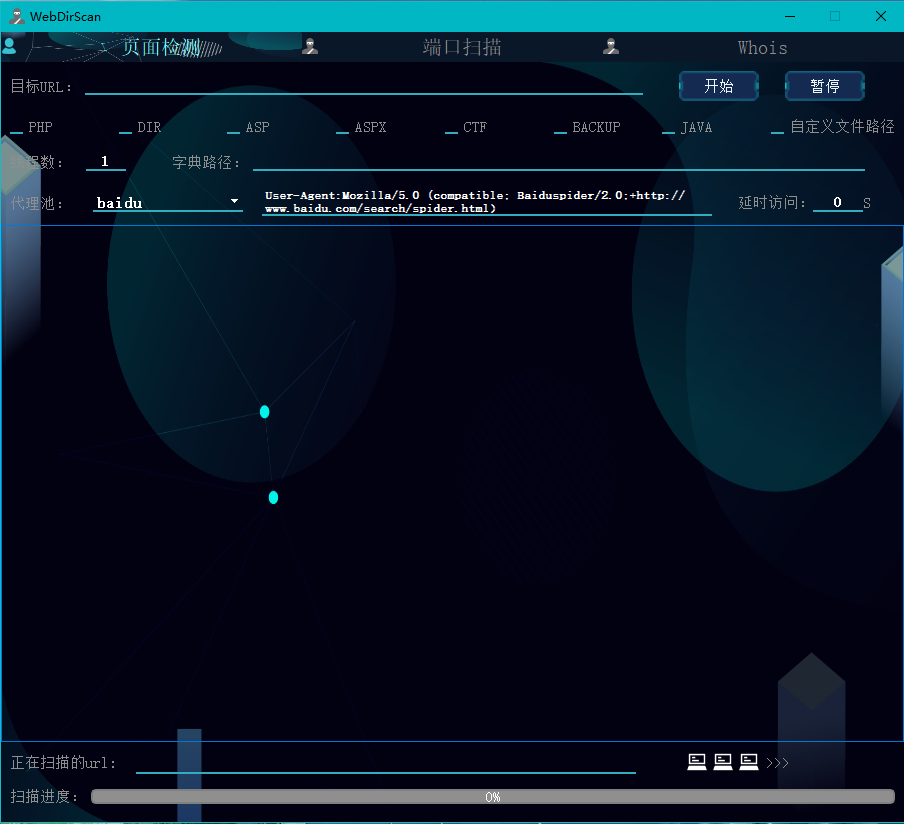 WebDirScan
页面检测 端口扫描 Whois
目标URL: 开始 暂停
PHP DIR ASP ASPX CTF BACKUP JAVA 自定义文件路径
程数: 1 字典路径:
代理池: baidu User-Agent:Mozilla/5.0 (compatible; Baiduspider/2.0;+http://
www.baidu.com/search/spider.html) 延时访问: 0 S
正在扫描的url: >>>
扫描进度: 0%